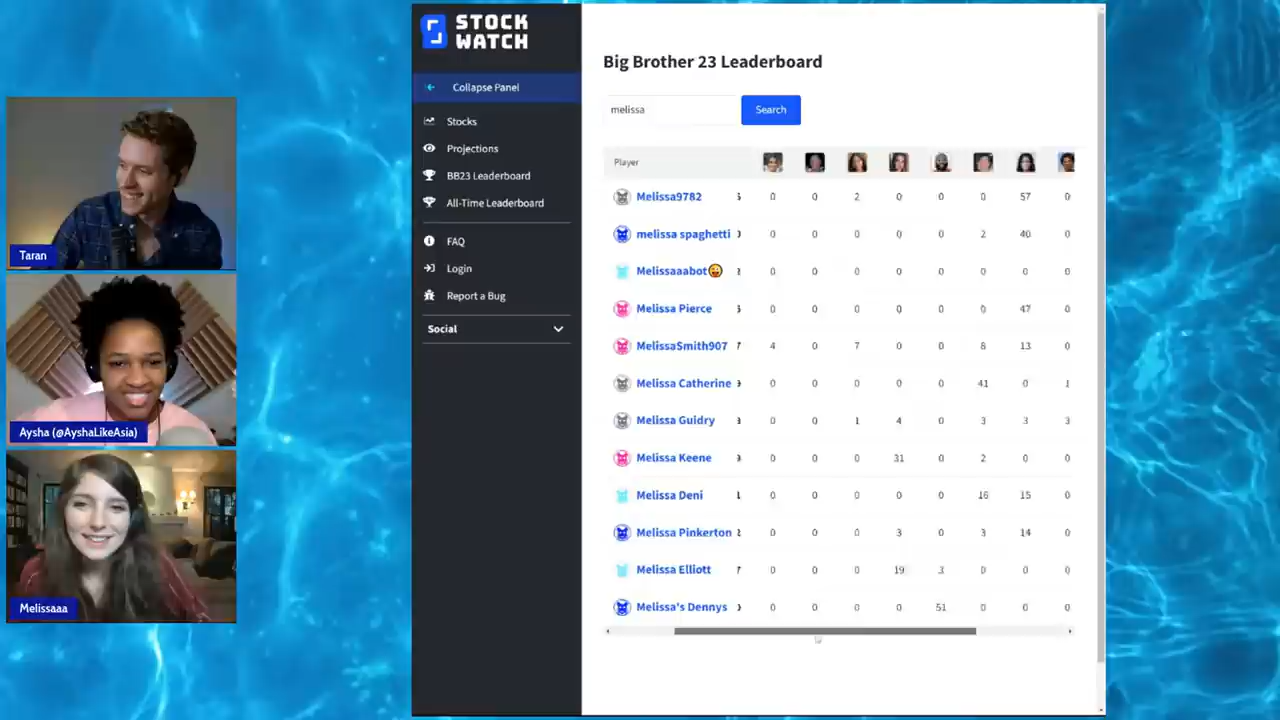 STOCK
WATCH
Collapse Panel
Stocks
Projections
BB23 Leaderboard
All-Time Leaderboard
FAQ
Login
Report a Bug
Social
Big Brother 23 Leaderboard
melissa Search
Player
Melissa9782 0 0 2 0 0 0 57 0
melissa spaghetti 0 0 0 0 0 2 40 0
Melissaaabot😜 0 0 0 0 0 0 0 0
Melissa Pierce 0 0 0 0 0 0 47 0
MelissaSmith907 4 0 7 0 0 8 13 0
Melissa Catherine 0 0 0 0 0 41 0 1
Melissa Guidry 0 0 1 4 0 3 3 3
Melissa Keene 0 0 0 31 0 2 0 0
Melissa Deni 0 0 0 0 0 16 15 0
Melissa Pinkerton 0 0 0 3 0 3 14 0
Melissa Elliott 0 0 0 19 3 0 0 0
Melissa's Dennys 0 0 0 0 51 0 0 0
Taran
Aysha (@AyshaLikeAsia)
Melissaaa